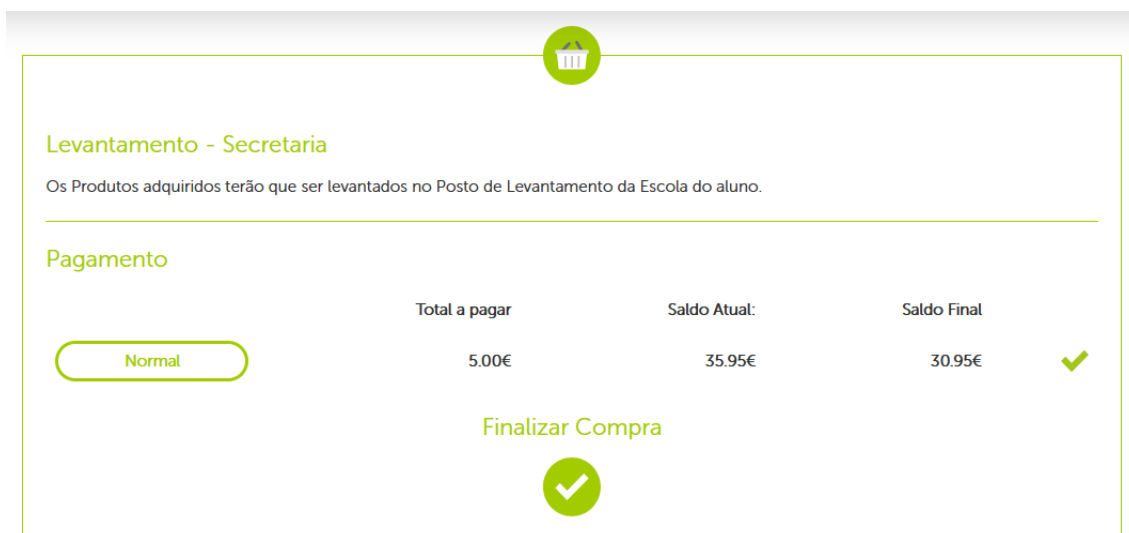 Levantamento - Secretaria
Os Produtos adquiridos terão que ser levantados no Posto de Levantamento da Escola do aluno.
Pagamento
Total a pagar Saldo Atual: Saldo Final
Normal 5.00€ 35.95€ 30.95€
Finalizar Compra